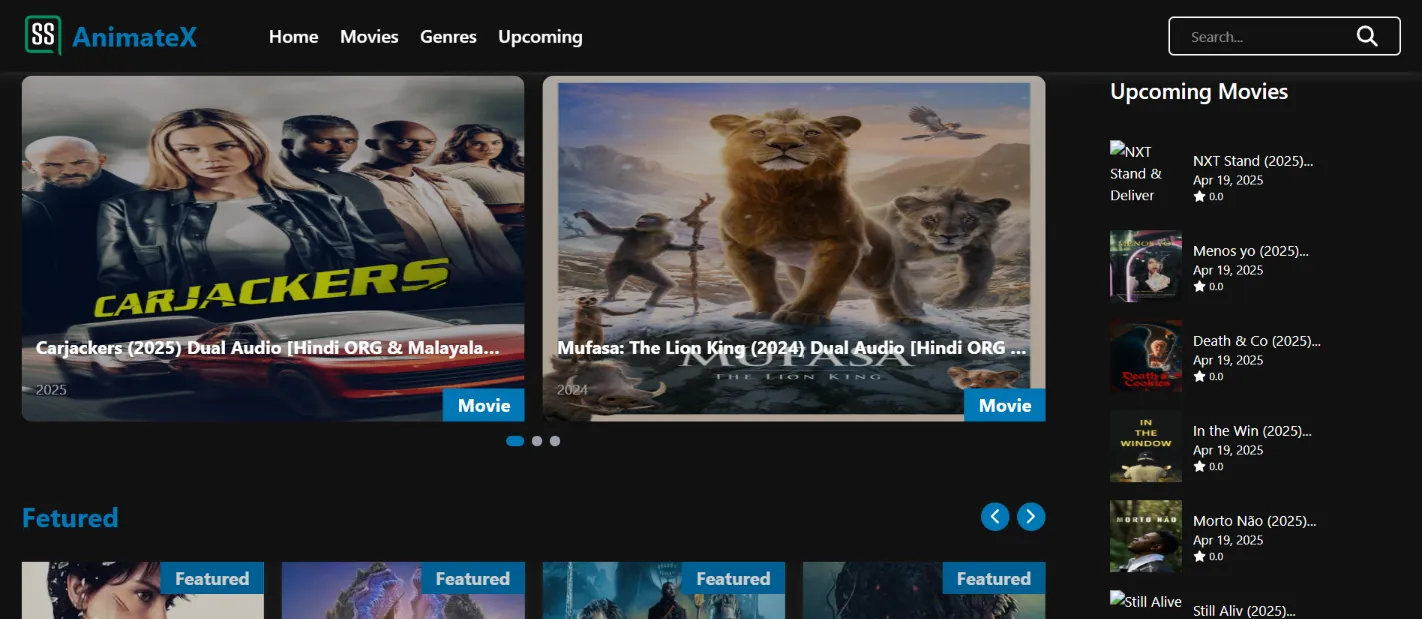 SS AnimateX Home Movies Genres Upcoming Search...
CARJACKERS
Carjackers (2025) Dual Audio [Hindi ORG & Malayala...
2025
Movie
MUFASA
THE LION KING
Mufasa: The Lion King (2024) Dual Audio [Hindi ORG ...
2024
Movie
Fetured
Featured
Featured
Featured
Featured
Upcoming Movies
NXT
Stand &
Deliver
NXT Stand (2025)...
Apr 19, 2025
0.0
MENOS YO
Menos yo (2025)...
Apr 19, 2025
0.0
Death &
Cookies
Death & Co (2025)...
Apr 19, 2025
0.0
IN
THE
WINDOW
In the Win (2025)...
Apr 19, 2025
0.0
MORTO NÃO
Morto Não (2025)...
Apr 19, 2025
0.0
Still Alive
Still Aliv (2025)...